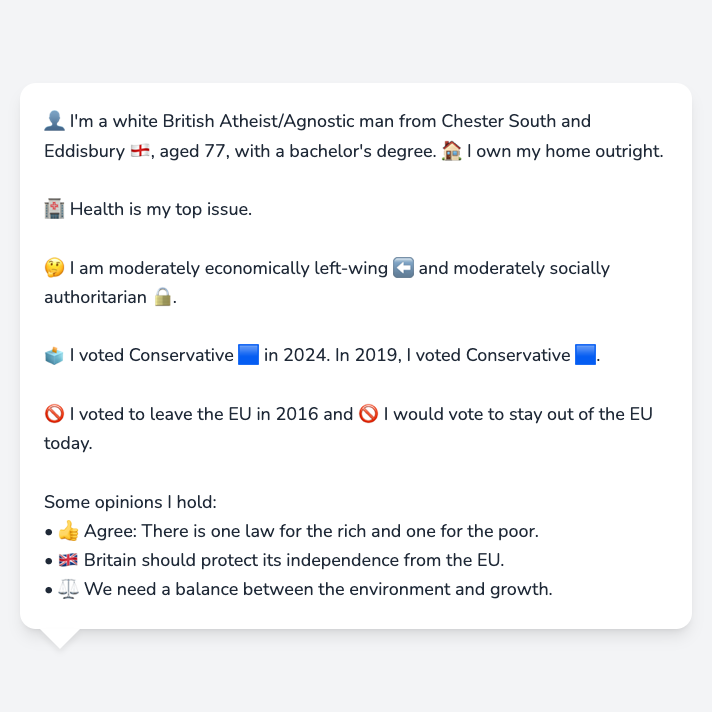 👤 I'm a white British Atheist/Agnostic man from Chester South and
Eddisbury 🏴󠁧󠁢󠁥󠁮󠁧󠁿, aged 77, with a bachelor's degree. 🏠 I own my home outright.
🏥 Health is my top issue.
🤔 I am moderately economically left-wing ⬅️ and moderately socially
authoritarian 🔒.
🗳️ I voted Conservative 🟦 in 2024. In 2019, I voted Conservative 🟦.
🚫 I voted to leave the EU in 2016 and 🚫 I would vote to stay out of the EU
today.
Some opinions I hold:
• 👍 Agree: There is one law for the rich and one for the poor.
• 🇬🇧 Britain should protect its independence from the EU.
• ⚖️ We need a balance between the environment and growth.